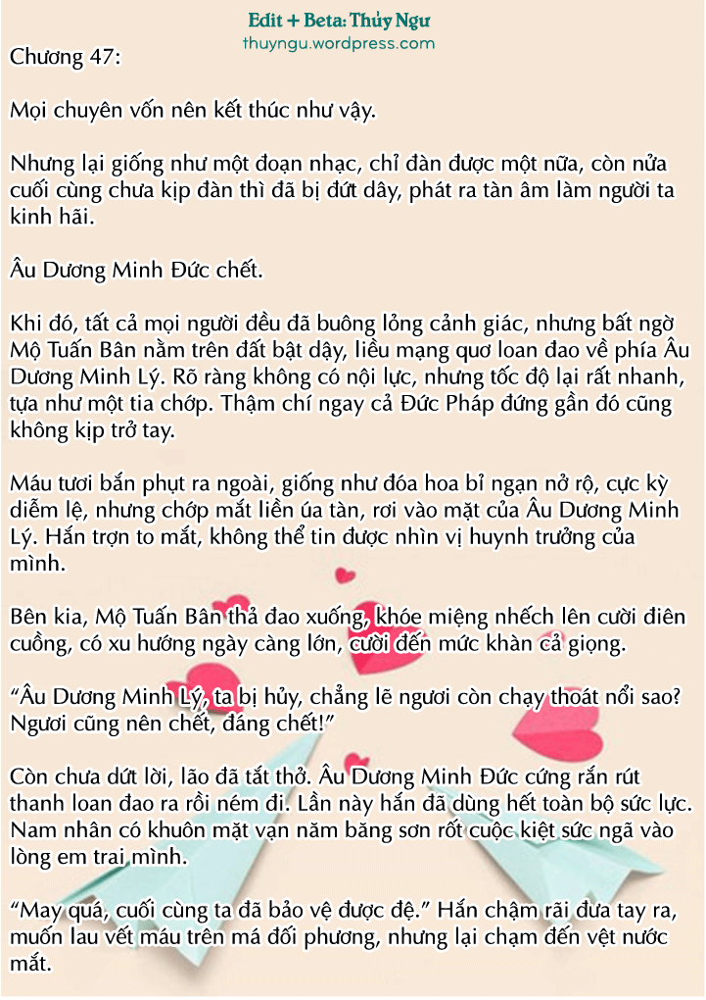 Edit + Beta: Thủy Ngư
thuyngu.wordpress.com
Chương 47:
Mọi chuyên vốn nên kết thúc như vậy.
Nhưng lại giống như một đoạn nhạc, chỉ đàn được một nữa, còn nửa
cuối cùng chưa kịp đàn thì đã bị đứt dây, phát ra tàn âm làm người ta
kinh hãi.
Âu Dương Minh Đức chết.
Khi đó, tất cả mọi người đều đã buông lỏng cảnh giác, nhưng bất ngờ
Mộ Tuấn Bân nằm trên đất bật dậy, liều mạng quơ loan đao về phía Âu
Dương Minh Lý. Rõ ràng không có nội lực, nhưng tốc độ lại rất nhanh,
tựa như một tia chớp. Thậm chí ngay cả Đức Pháp đứng gần đó cũng
không kịp trở tay.
Máu tươi bắn phụt ra ngoài, giống như đóa hoa bỉ ngạn nở rộ, cực kỳ
diễm lệ, nhưng chớp mắt liền úa tàn, rơi vào mặt của Âu Dương Minh
Lý. Hắn trợn to mắt, không thể tin được nhìn vị huynh trưởng của
mình.
Bên kia, Mộ Tuấn Bân thả đao xuống, khóe miệng nhếch lên cười điên
cuồng, có xu hướng ngày càng lớn, cười đến mức khàn cả giọng.
“Âu Dương Minh Lý, ta bị hủy, chẳng lẽ ngươi còn chạy thoát nổi sao?
Ngươi cũng nên chết, đáng chết!”
Còn chưa dứt lời, lão đã tắt thở. Âu Dương Minh Đức cứng rắn rút
thanh loan đao ra rồi ném đi. Lần này hắn đã dùng hết toàn bộ sức lực.
Nam nhân có khuôn mặt vạn năm băng sơn rốt cuộc kiệt sức ngã vào
lòng em trai mình.
“May quá, cuối cùng ta đã bảo vệ được đệ.” Hắn chậm rãi đưa tay ra,
muốn lau vết máu trên má đối phương, nhưng lại chạm đến vệt nước
mắt.